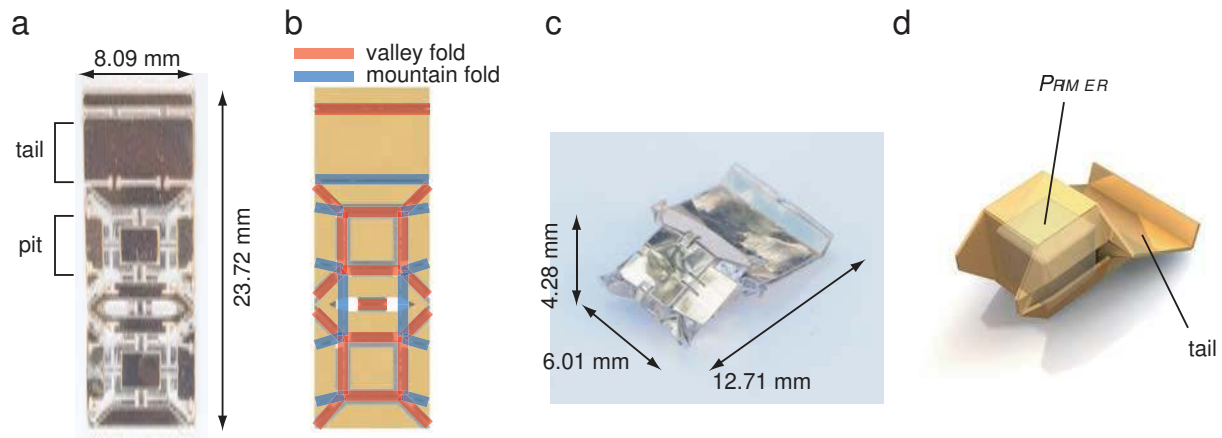 a
8.09 mm
tail
pit
23.72 mm
b
valley fold
mountain fold
c
4.28 mm
6.01 mm
12.71 mm
d
PRIMER
tail